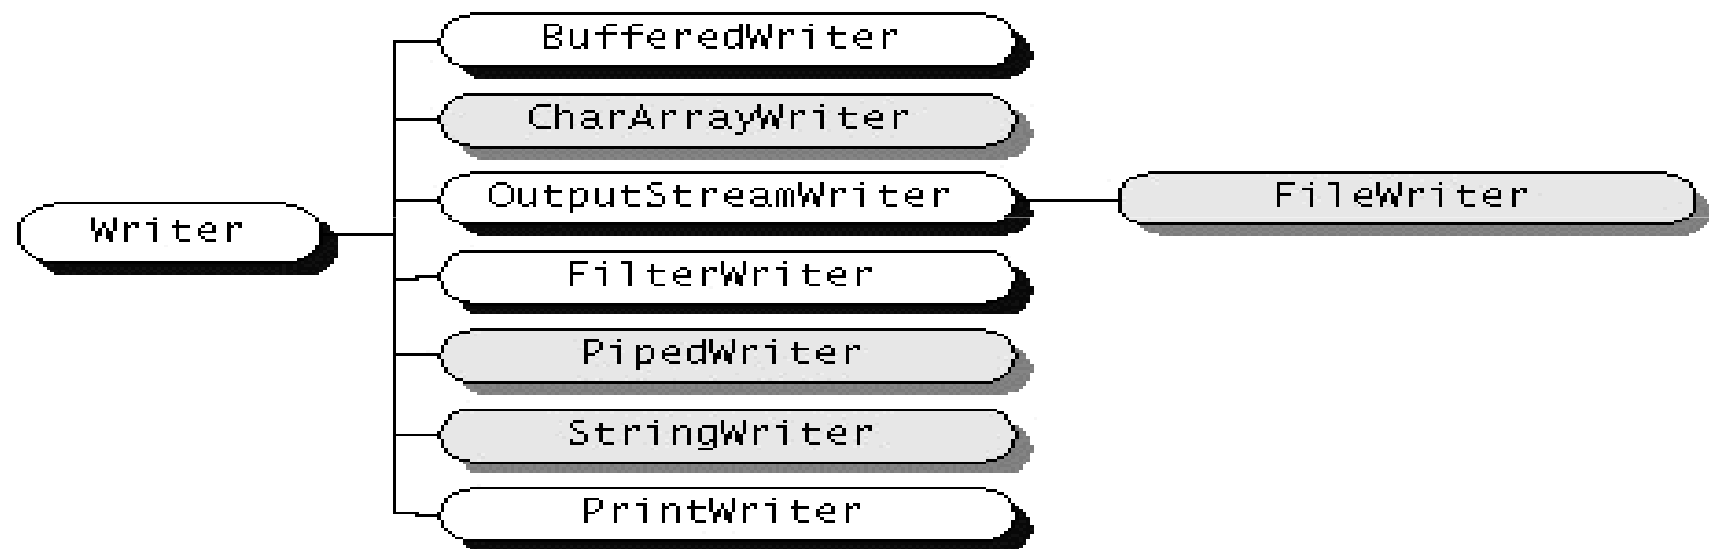 Writer
BufferedWriter
CharArrayWriter
OutputStreamWriter
FileWriter
FilterWriter
PipedWriter
StringWriter
PrintWriter